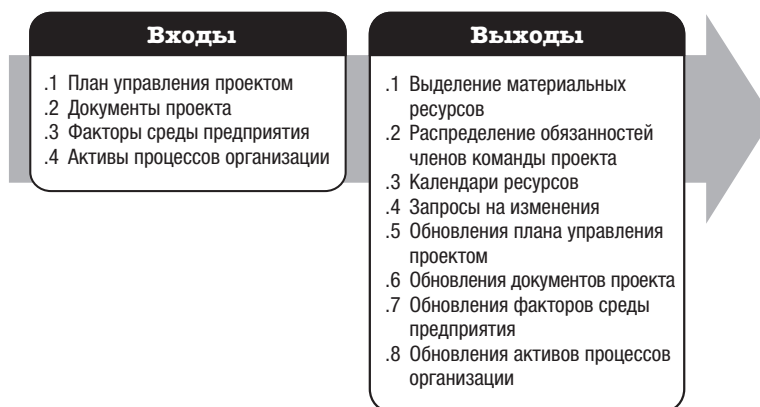 Входы
.1 План управления проектом
.2 Документы проекта
.3 Факторы среды предприятия
.4 Активы процессов организации
Выходы
.1 Выделение материальных
ресурсов
.2 Распределение обязанностей
членов команды проекта
.3 Календари ресурсов
.4 Запросы на изменения
.5 Обновления плана управления
проектом
.6 Обновления документов проекта
.7 Обновления факторов среды
предприятия
.8 Обновления активов процессов
организации